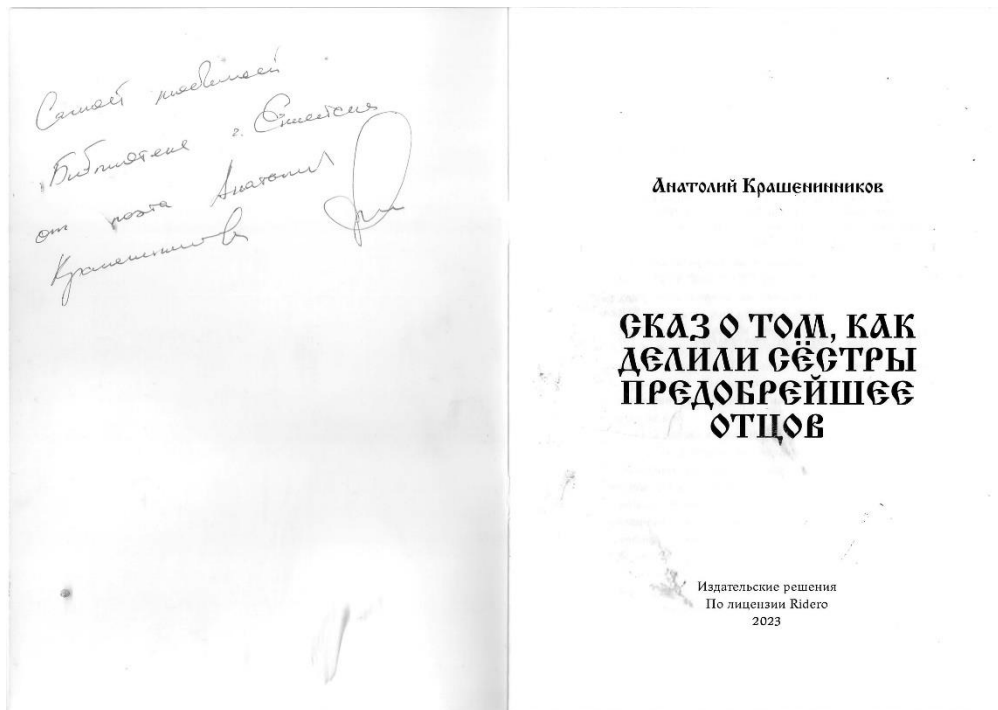 Самой любимой
Библиотеке г.
от поэта Анатолия
Крашенинникова
Анатолий Крашенинников
СКАЗ О ТОМ, КАК
ДЕЛИЛИ СЁСТРЫ
ПРЕДОБРЕЙШЕЕ
ОТЦОВ
Издательские решения
По лицензии Ridero
2023